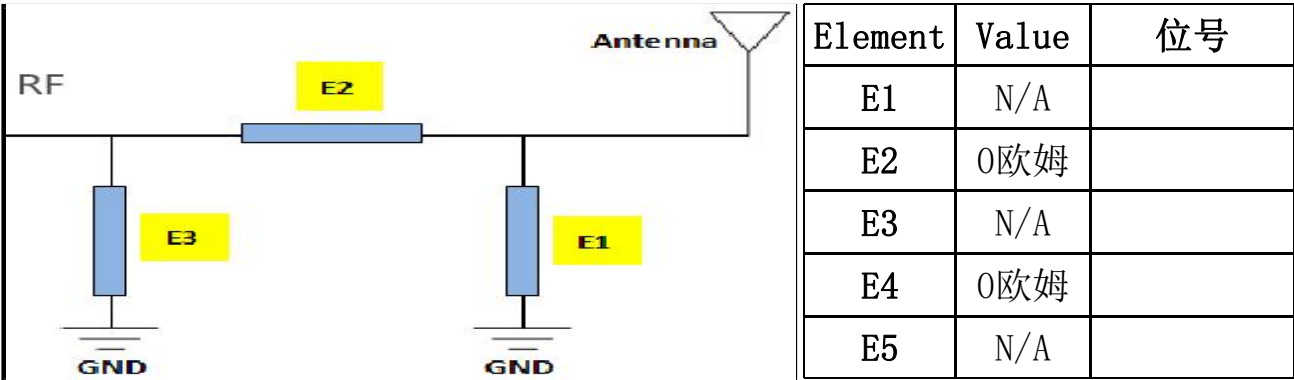 Antenna
RF
E2
E3
E1
GND
GND
Element Value 位号
E1 N/A
E2 0欧姆
E3 N/A
E4 0欧姆
E5 N/A